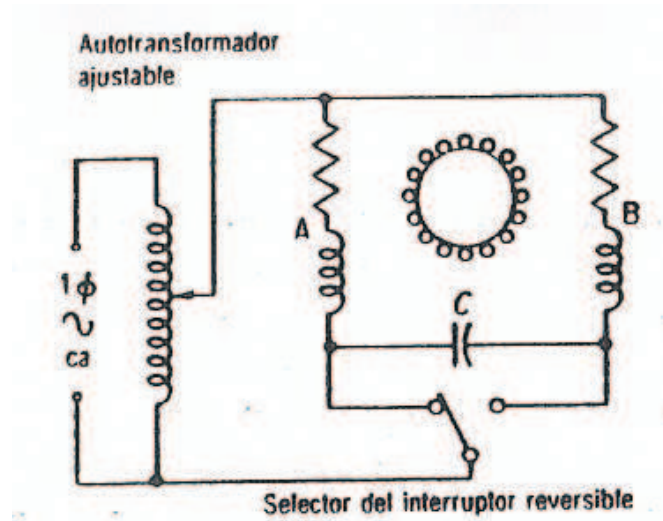 Autotransformador
ajustable
A
B
C
1ϕ
ca
Selector del interruptor reversible